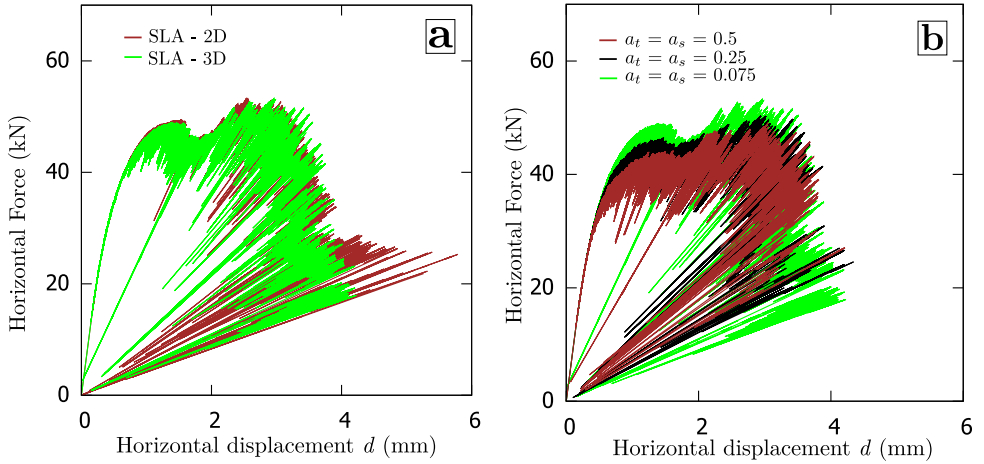 a
SLA - 2D
SLA - 3D
60
40
20
0
0
2
4
6
Horizontal Force (kN)
Horizontal displacement d (mm)
b
a_t = a_s = 0.5
a_t = a_s = 0.25
a_t = a_s = 0.075
60
40
20
0
0
2
4
6
Horizontal Force (kN)
Horizontal displacement d (mm)